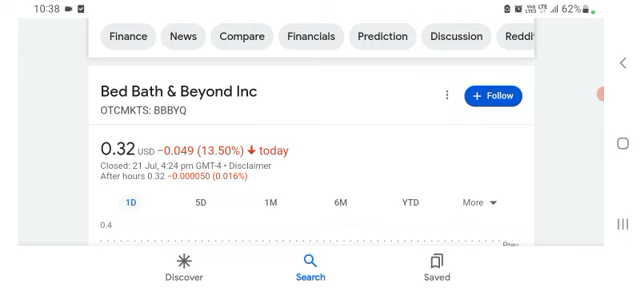 10:38 62%
Finance News Compare Financials Prediction Discussion Reddi
Bed Bath & Beyond Inc
OTCMKTS: BBBYQ
+ Follow
0.32 USD −0.049 (13.50%) ↓ today
Closed: 21 Jul, 4:24 pm GMT-4 • Disclaimer
After hours 0.32 −0.000050 (0.016%)
1D 5D 1M 6M YTD More
0.4
Discover Search Saved